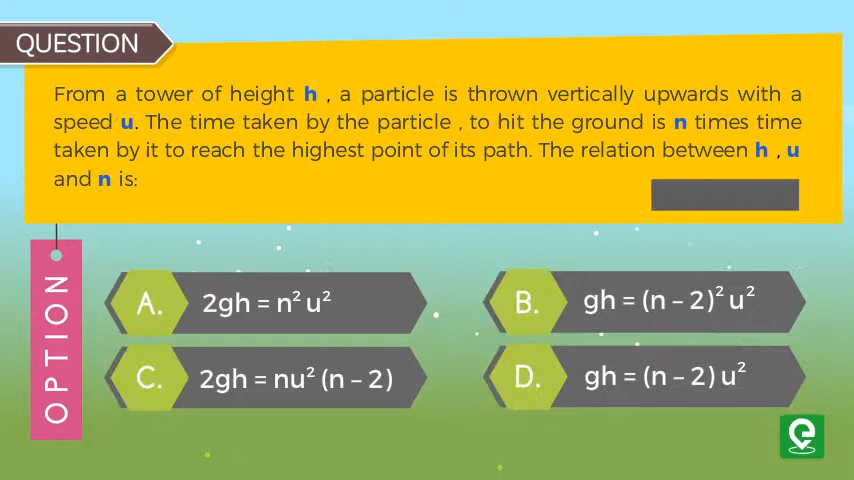 QUESTION
From a tower of height h , a particle is thrown vertically upwards with a
speed u. The time taken by the particle , to hit the ground is n times time
taken by it to reach the highest point of its path. The relation between h , u
and n is:
OPTION
A. 2gh = n² u²
B. gh = (n – 2)² u²
C. 2gh = nu² (n – 2)
D. gh = (n – 2) u²